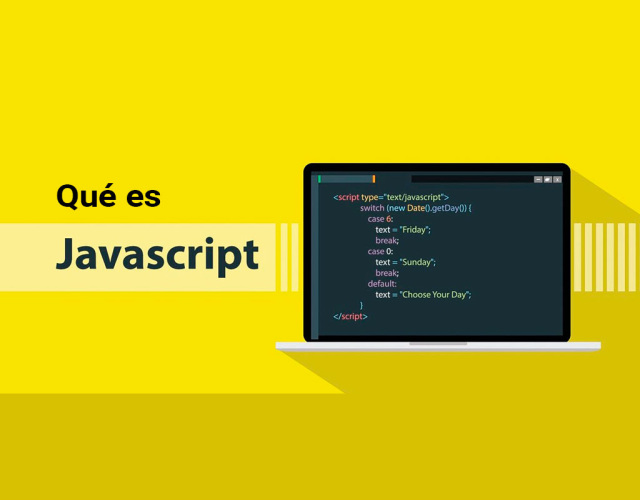 Qué es
Javascript
<script type="text/javascript">
switch (new Date().getDay()) {
case 6:
text = "Friday";
break;
case 0:
text = "Sunday";
break;
default:
text = "Choose Your Day";
}
</script>